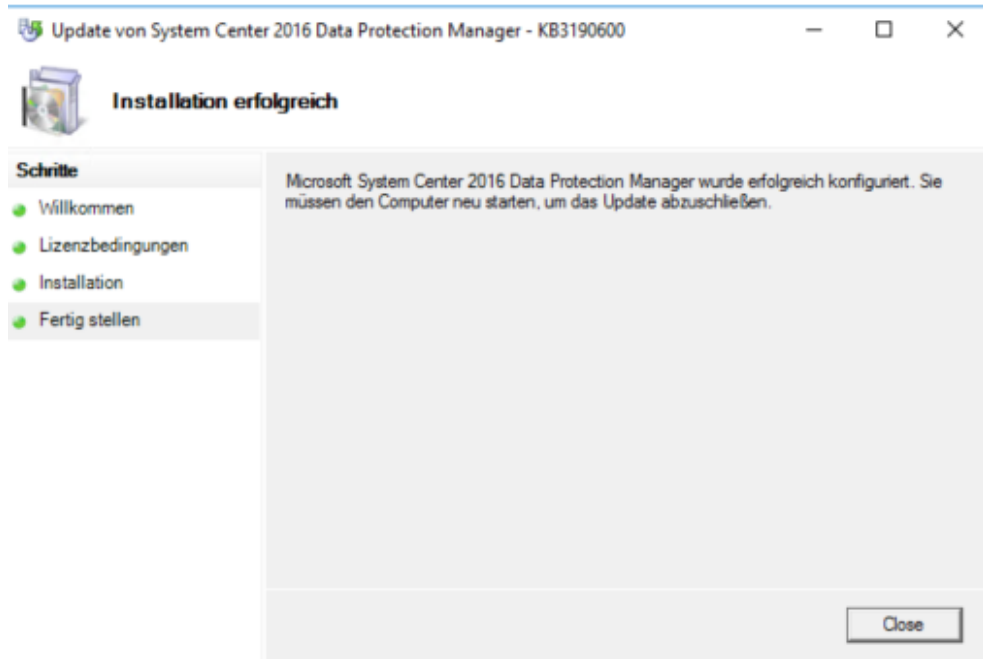 Update von System Center 2016 Data Protection Manager - KB3190600
Installation erfolgreich
Schritte
Willkommen
Lizenzbedingungen
Installation
Fertig stellen
Microsoft System Center 2016 Data Protection Manager wurde erfolgreich konfiguriert. Sie
müssen den Computer neu starten, um das Update abzuschließen.
Close